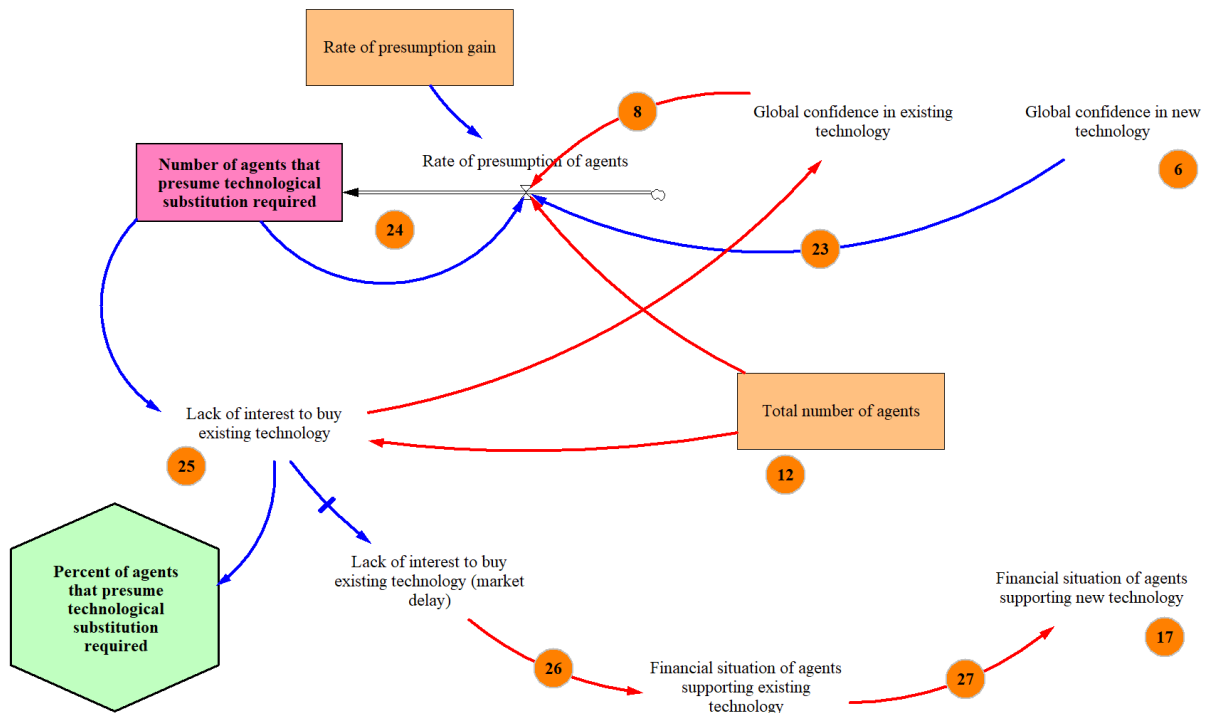 Rate of presumption gain
8
Global confidence in existing
technology
Global confidence in new
technology
6
Rate of presumption of agents
Number of agents that
presume technological
substitution required
24
23
Lack of interest to buy
existing technology
25
Total number of agents
12
Percent of agents
that presume
technological
substitution
required
Lack of interest to buy
existing technology (market
delay)
26
Financial situation of agents
supporting existing
technology
27
Financial situation of agents
supporting new technology
17